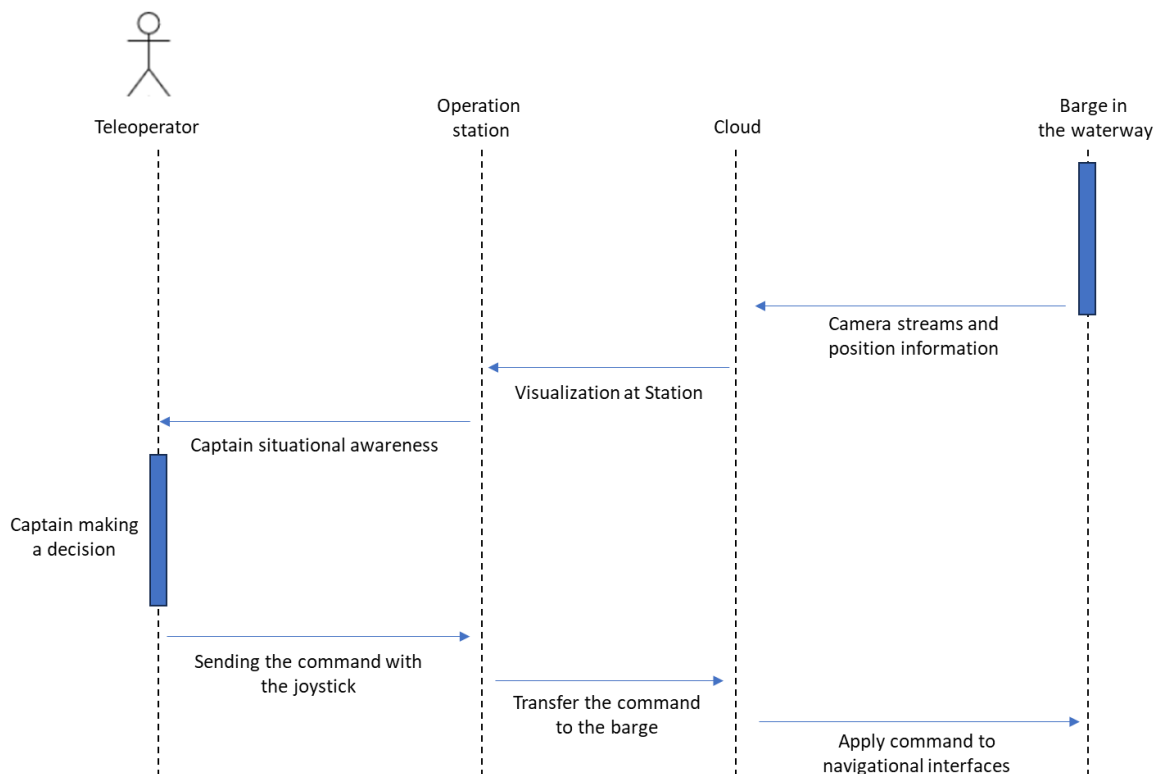 Teleoperator
Operation
station
Cloud
Barge in
the waterway
Camera streams and
position information
Visualization at Station
Captain situational awareness
Captain making
a decision
Sending the command with
the joystick
Transfer the command
to the barge
Apply command to
navigational interfaces